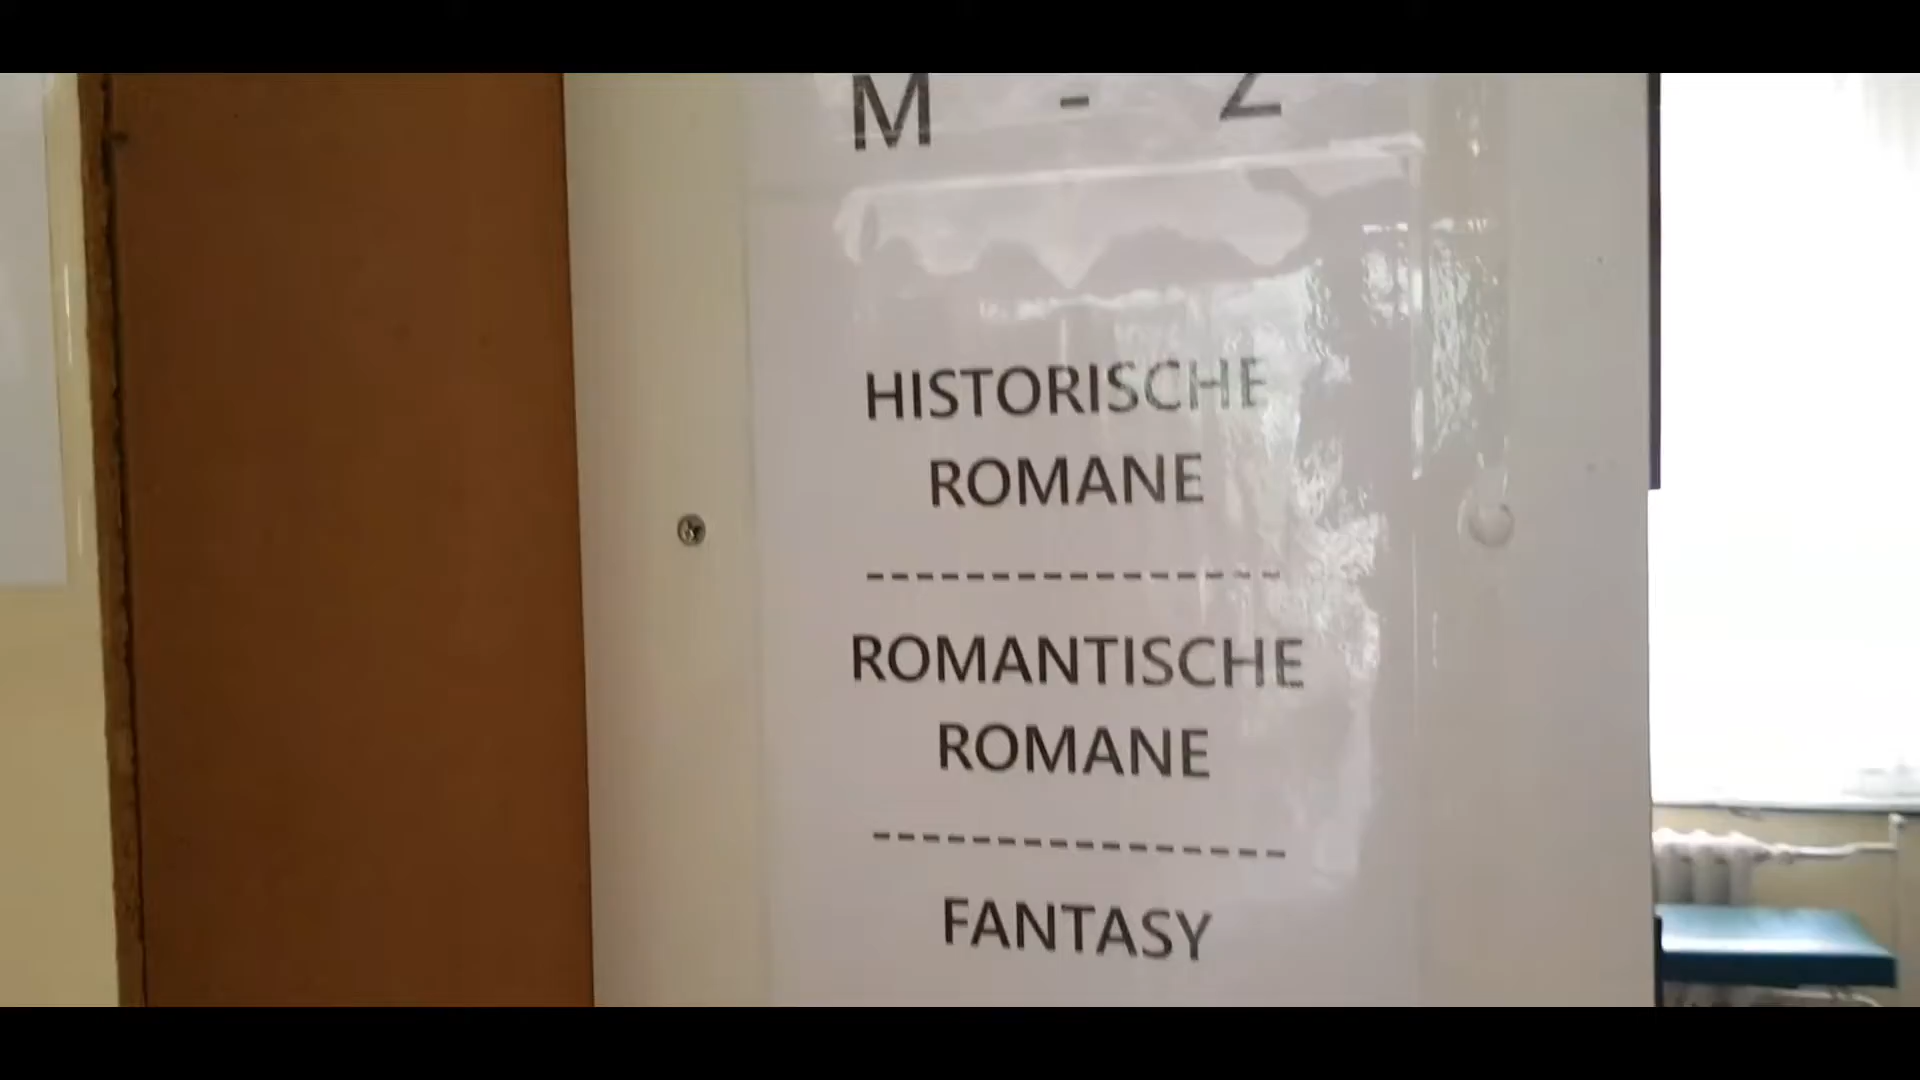 M - Z
HISTORISCHE
ROMANE
----------------
ROMANTISCHE
ROMANE
----------------
FANTASY